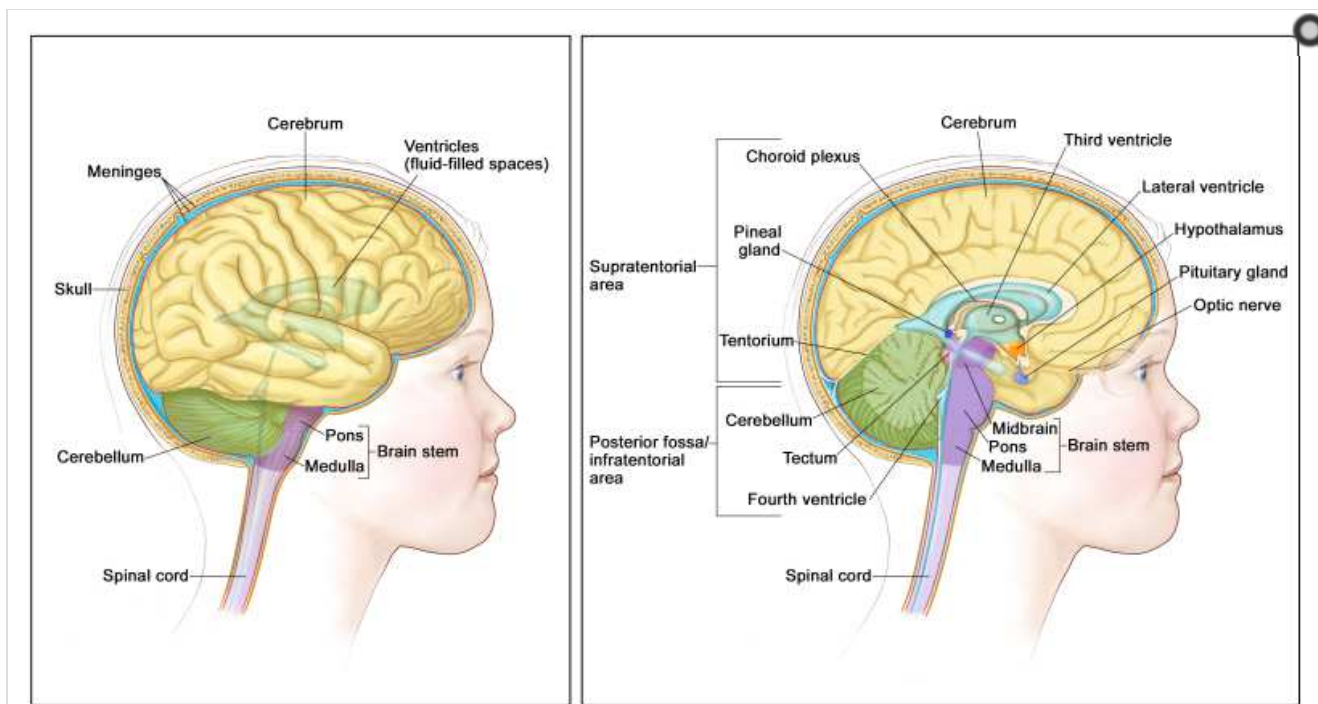 Cerebrum
Ventricles
(fluid-filled spaces)
Meninges
Skull
Pons
Cerebellum
Brain stem
Medulla
Spinal cord
Cerebrum
Third ventricle
Choroid plexus
Lateral ventricle
Pineal
gland
Hypothalamus
Supratentorial
area
Pituitary gland
Optic nerve
Tentorium
Cerebellum
Midbrain
Posterior fossa/
infratentorial
area
Pons
Brain stem
Tectum
Medulla
Fourth ventricle
Spinal cord